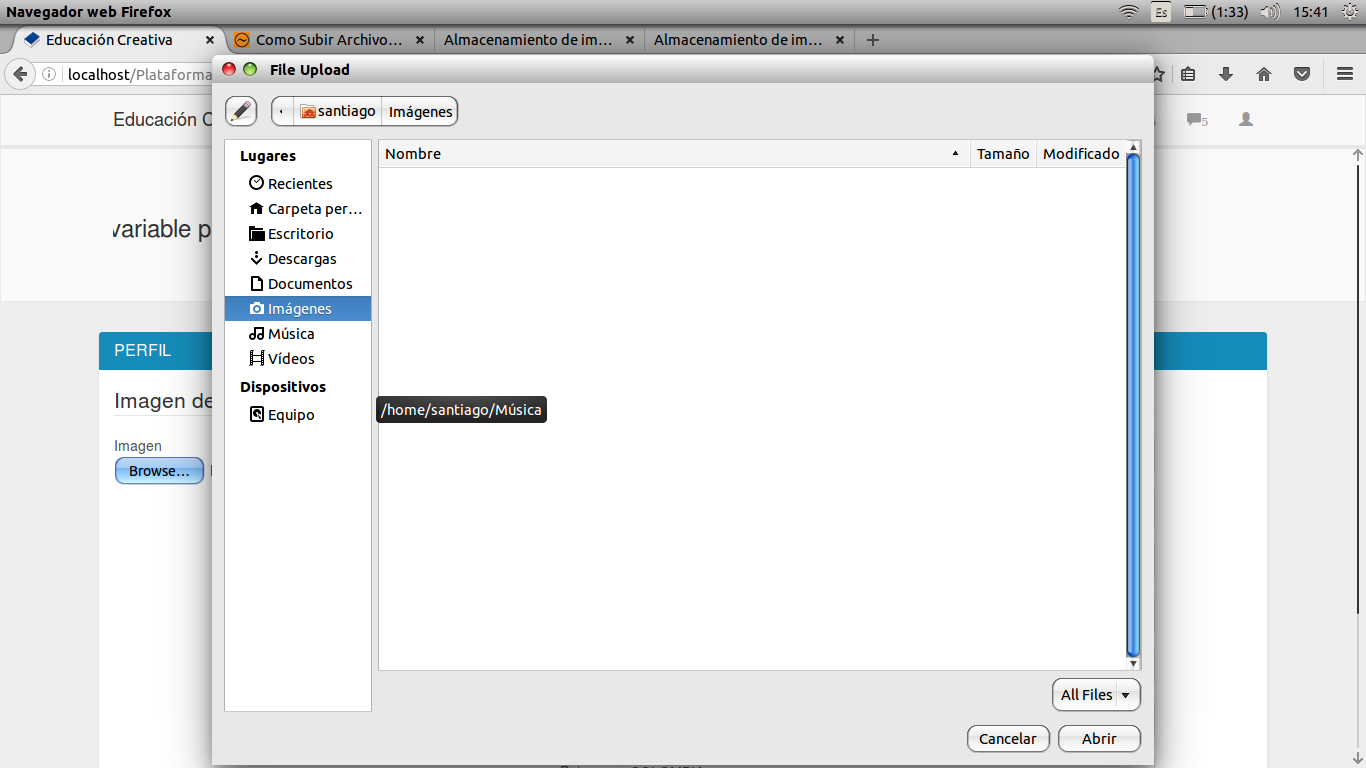 Navegador web Firefox
Es
(1:33)
15:41
Educación Creativa
Como Subir Archivo...
Almacenamiento de im...
Almacenamiento de im...
localhost/Plataforma
File Upload
santiago
Imágenes
Educación C
5
Lugares
Nombre
Tamaño
Modificado
Recientes
Carpeta per...
Escritorio
variable p
Descargas
Documentos
Imágenes
Música
PERFIL
Vídeos
Dispositivos
Imagen de
Equipo
/home/santiago/Música
Imagen
Browse...
All Files
Cancelar
Abrir